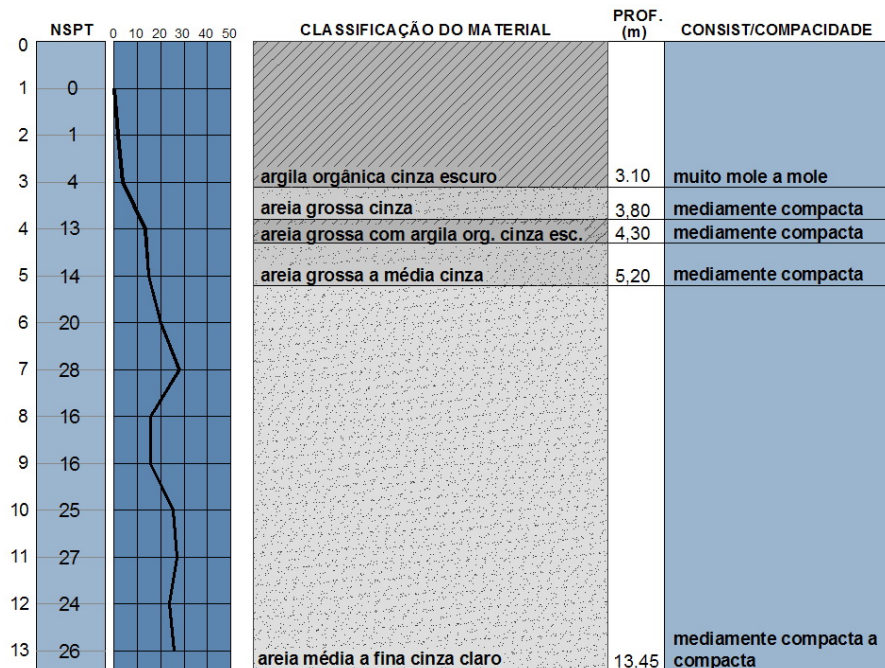 NSPT 0 10 20 30 40 50 CLASSIFICAÇÃO DO MATERIAL PROF. (m) CONSIST/COMPACIDADE
0
1 0
2 1
3 4 argila orgânica cinza escuro 3.10 muito mole a mole
areia grossa cinza 3,80 mediamente compacta
4 13 areia grossa com argila org. cinza esc. 4,30 mediamente compacta
5 14 areia grossa a média cinza 5,20 mediamente compacta
6 20
7 28
8 16
9 16
10 25
11 27
12 24
13 26 areia média a fina cinza claro 13.45 mediamente compacta a
compacta